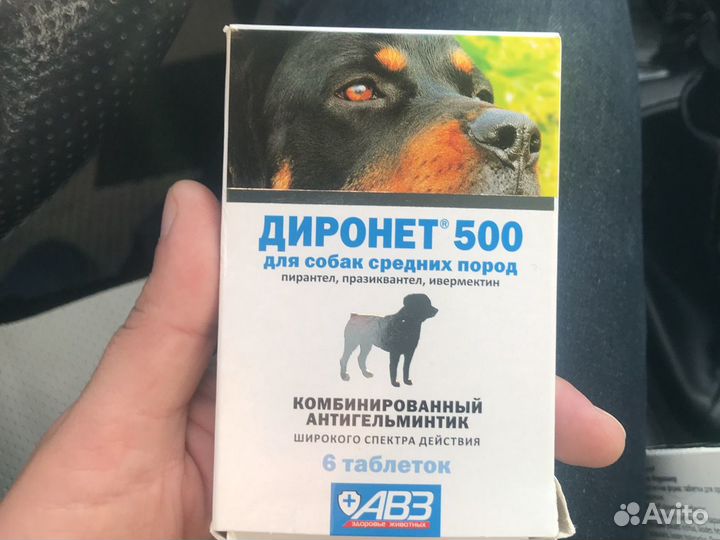 ДИРОНЕТ® 500
для собак средних пород
пирантел, празиквантел, ивермектин
КОМБИНИРОВАННЫЙ
АНТИГЕЛЬМИНТИК
ШИРОКОГО СПЕКТРА ДЕЙСТВИЯ
6 таблеток
АВЗ
здоровье животных
Avito